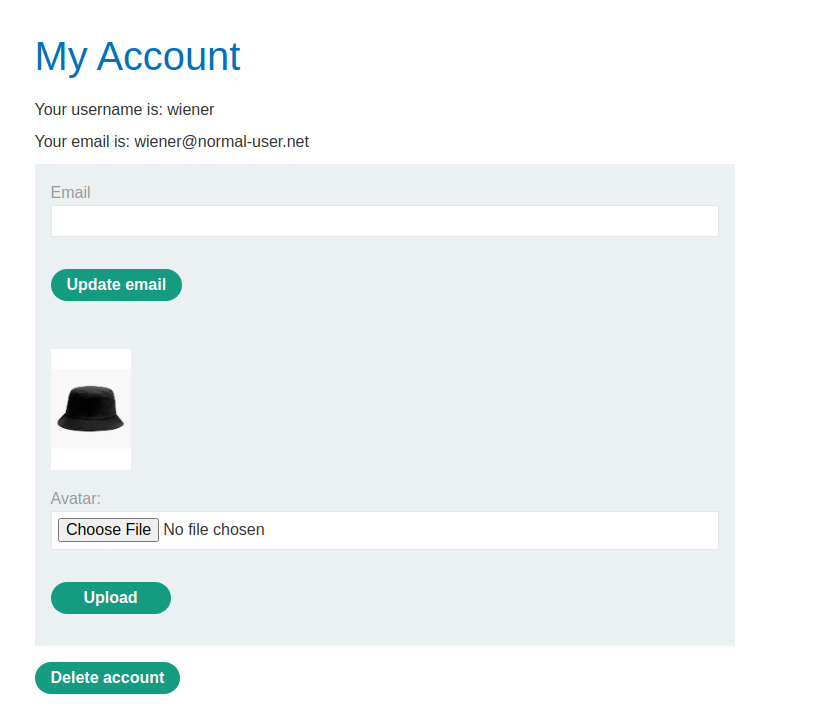 My Account
Your username is: wiener
Your email is: wiener@normal-user.net
Email
Update email
Avatar:
Choose File No file chosen
Upload
Delete account